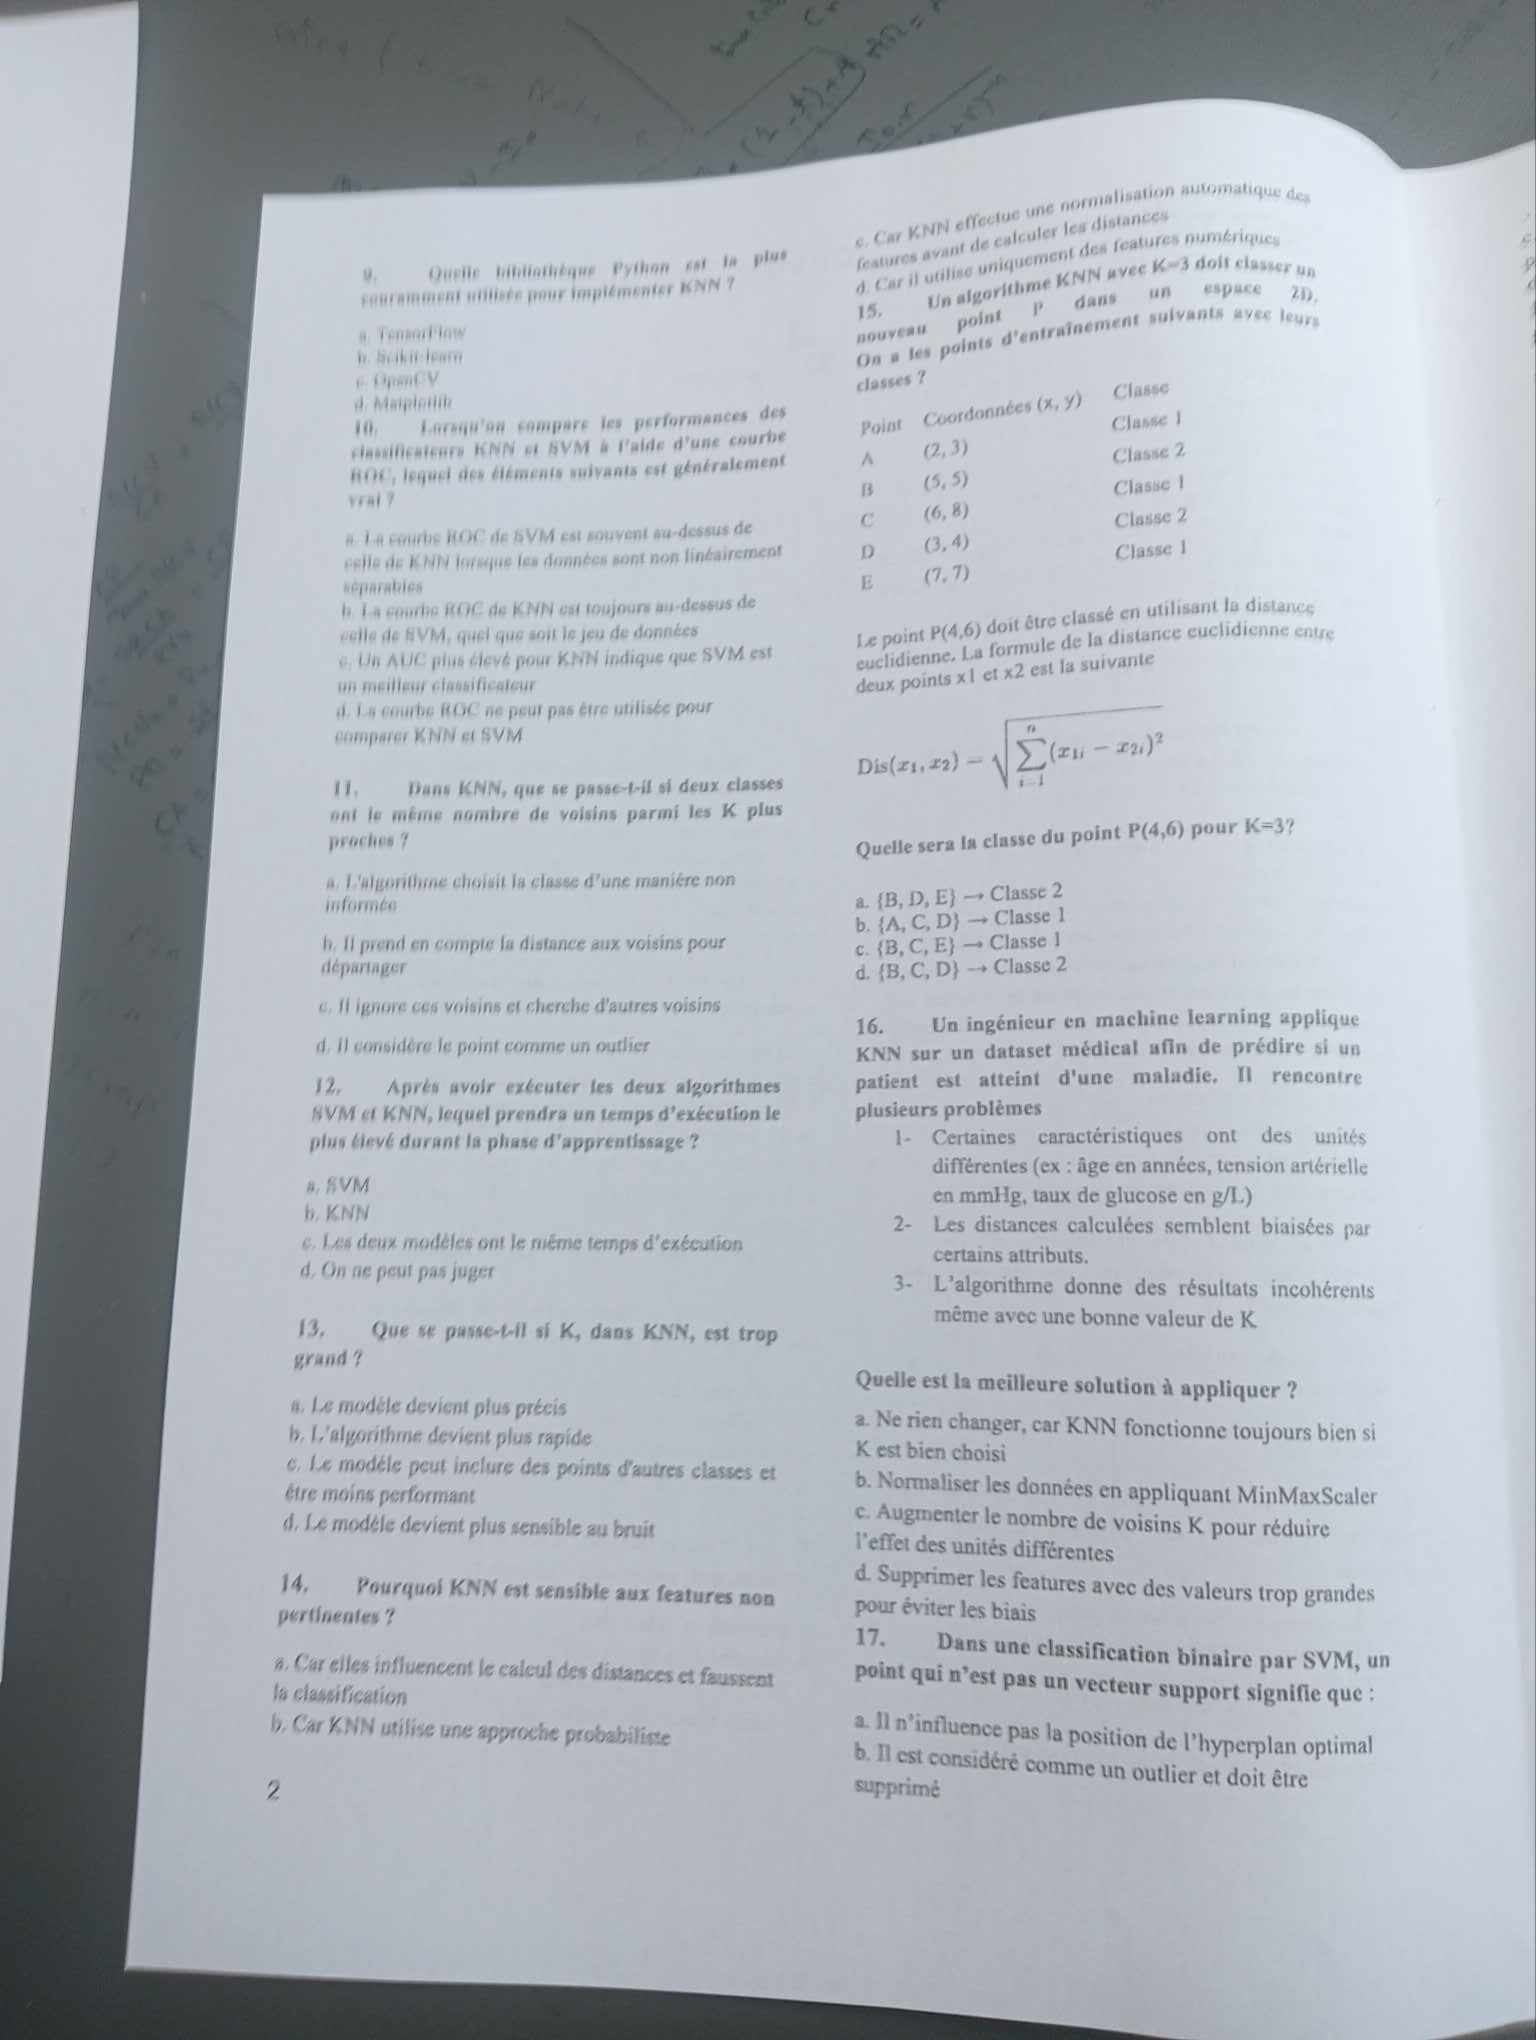 9. Quelle bibliothèque Python est la plus
couramment utilisée pour implémenter KNN ?
a. TensorFlow
b. Scikit-learn
c. OpenCV
d. Matplotlib
10. Lorsqu'on compare les performances des
classificateurs KNN et SVM à l'aide d'une courbe
ROC, lequel des éléments suivants est généralement
vrai ?
a. La courbe ROC de SVM est souvent au-dessus de
celle de KNN lorsque les données sont non linéairement
séparables
b. La courbe ROC de KNN est toujours au-dessus de
celle de SVM, quel que soit le jeu de données
c. Un AUC plus élevé pour KNN indique que SVM est
un meilleur classificateur
d. La courbe ROC ne peut pas être utilisée pour
comparer KNN et SVM
11. Dans KNN, que se passe-t-il si deux classes
ont le même nombre de voisins parmi les K plus
proches ?
a. L'algorithme choisit la classe d'une manière non
informée
b. Il prend en compte la distance aux voisins pour
départager
c. Il ignore ces voisins et cherche d'autres voisins
d. Il considère le point comme un outlier
12. Après avoir exécuter les deux algorithmes
SVM et KNN, lequel prendra un temps d'exécution le
plus élevé durant la phase d'apprentissage ?
a. SVM
b. KNN
c. Les deux modèles ont le même temps d'exécution
d. On ne peut pas juger
13. Que se passe-t-il si K, dans KNN, est trop
grand ?
a. Le modèle devient plus précis
b. L'algorithme devient plus rapide
c. Le modèle peut inclure des points d'autres classes et
être moins performant
d. Le modèle devient plus sensible au bruit
14. Pourquoi KNN est sensible aux features non
pertinentes ?
a. Car elles influencent le calcul des distances et faussent
la classification
b. Car KNN utilise une approche probabiliste
2
c. Car KNN effectue une normalisation automatique des
features avant de calculer les distances
d. Car il utilise uniquement des features numériques
15. Un algorithme KNN avec K=3 doit classer un
nouveau point P dans un espace 2D.
On a les points d'entraînement suivants avec leurs
classes ?
Point Coordonnées (x, y) Classe
A (2, 3) Classe 1
B (5, 5) Classe 2
C (6, 8) Classe 1
D (3, 4) Classe 2
E (7, 7) Classe 1
Le point P(4,6) doit être classé en utilisant la distance
euclidienne. La formule de la distance euclidienne entre
deux points x1 et x2 est la suivante
Dis(x₁, x₂) = √∑ⁿᵢ₌₁(x₁ᵢ − x₂ᵢ)²
Quelle sera la classe du point P(4,6) pour K=3?
a. {B, D, E} → Classe 2
b. {A, C, D} → Classe 1
c. {B, C, E} → Classe 1
d. {B, C, D} → Classe 2
16. Un ingénieur en machine learning applique
KNN sur un dataset médical afin de prédire si un
patient est atteint d'une maladie. Il rencontre
plusieurs problèmes
1- Certaines caractéristiques ont des unités
différentes (ex : âge en années, tension artérielle
en mmHg, taux de glucose en g/L)
2- Les distances calculées semblent biaisées par
certains attributs.
3- L'algorithme donne des résultats incohérents
même avec une bonne valeur de K
Quelle est la meilleure solution à appliquer ?
a. Ne rien changer, car KNN fonctionne toujours bien si
K est bien choisi
b. Normaliser les données en appliquant MinMaxScaler
c. Augmenter le nombre de voisins K pour réduire
l'effet des unités différentes
d. Supprimer les features avec des valeurs trop grandes
pour éviter les biais
17. Dans une classification binaire par SVM, un
point qui n'est pas un vecteur support signifie que :
a. Il n'influence pas la position de l'hyperplan optimal
b. Il est considéré comme un outlier et doit être
supprimé